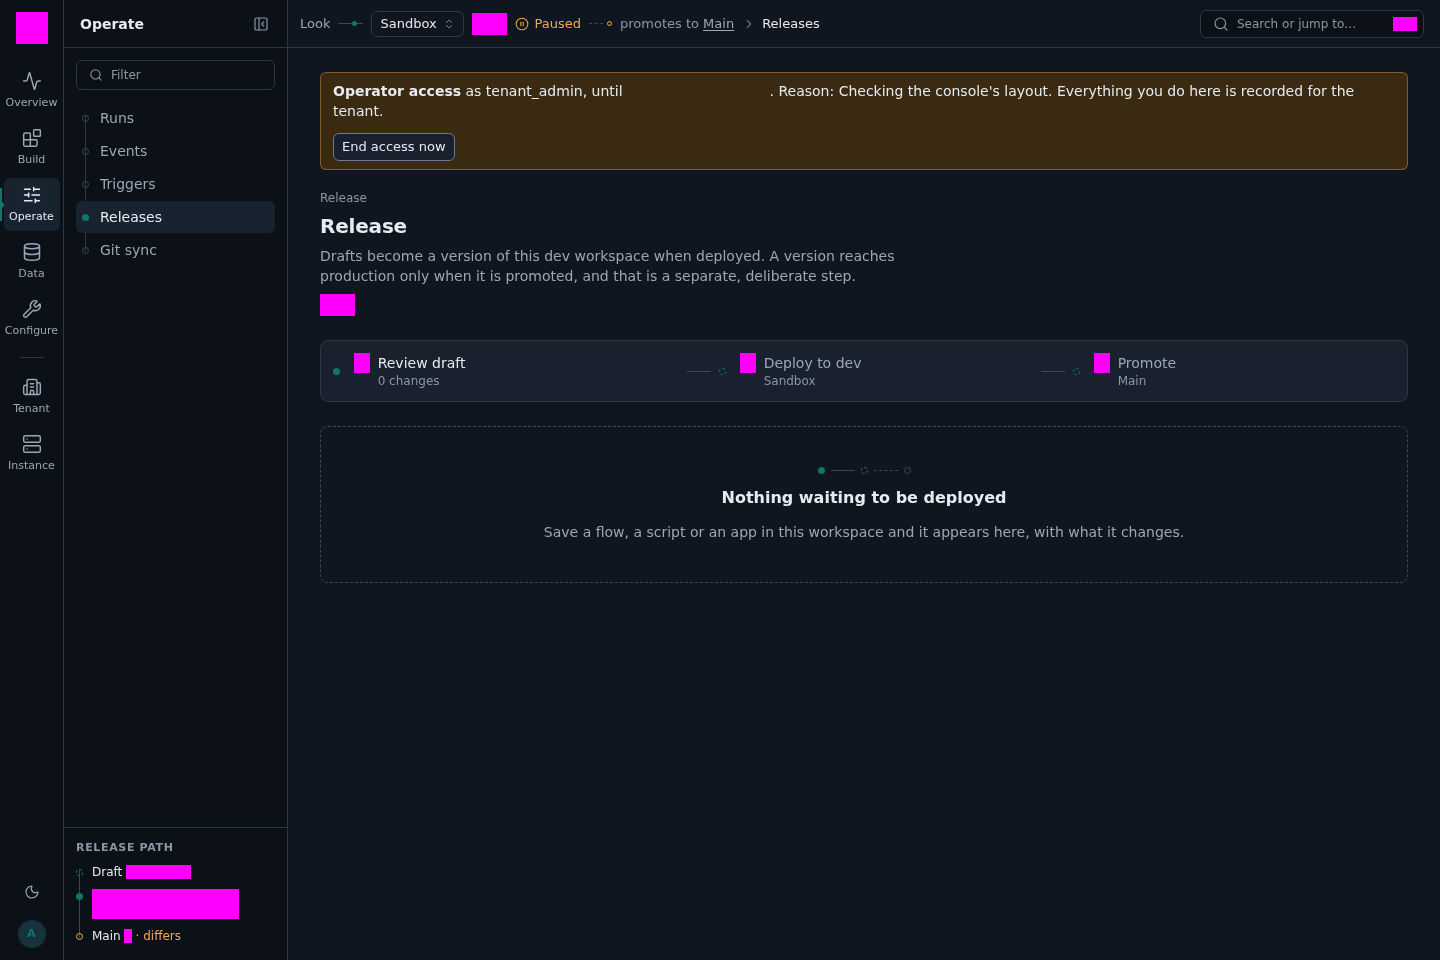 Operate
Look
Sandbox
Paused
promotes to Main
Releases
Search or jump to...
Overview
Build
Operate
Data
Configure
Tenant
Instance
A
Filter
Runs
Events
Triggers
Releases
Git sync
RELEASE PATH
Draft
Main · differs
Operator access as tenant_admin, until . Reason: Checking the console's layout. Everything you do here is recorded for the
tenant.
End access now
Release
Release
Drafts become a version of this dev workspace when deployed. A version reaches
production only when it is promoted, and that is a separate, deliberate step.
Review draft
0 changes
Deploy to dev
Sandbox
Promote
Main
Nothing waiting to be deployed
Save a flow, a script or an app in this workspace and it appears here, with what it changes.